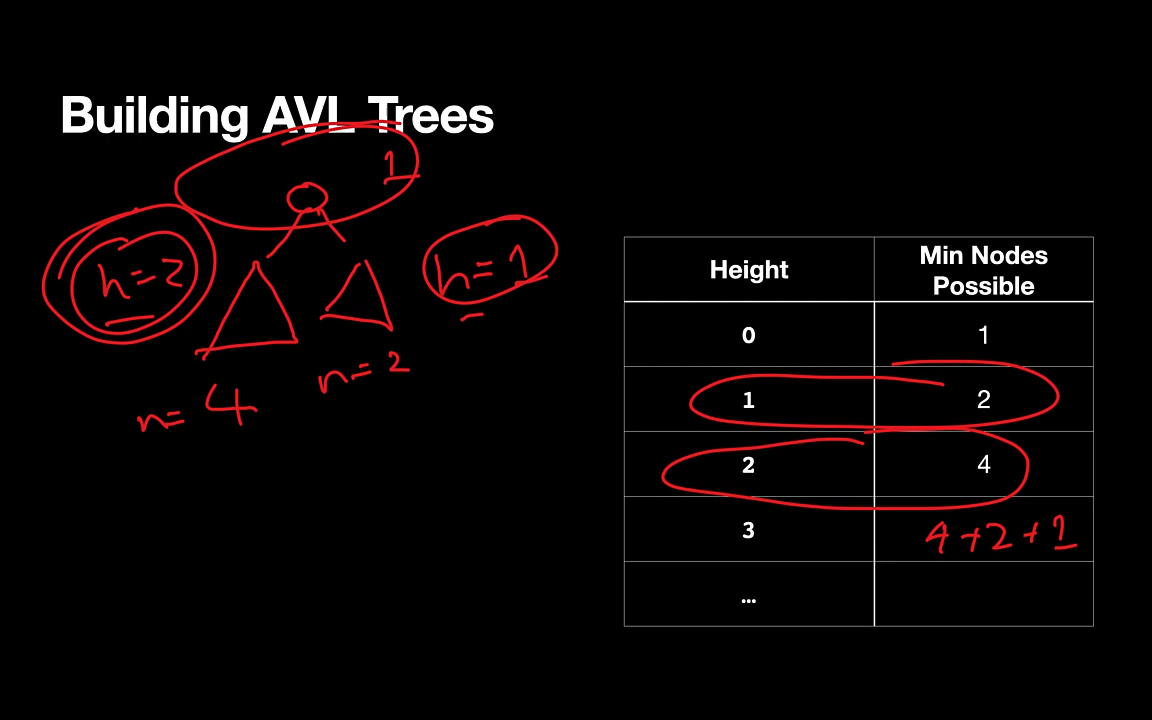 Building AVL Trees
1
h=2
h=1
n=4
n=2
Height
Min Nodes
Possible
0
1
1
2
2
4
3
4+2+1
...